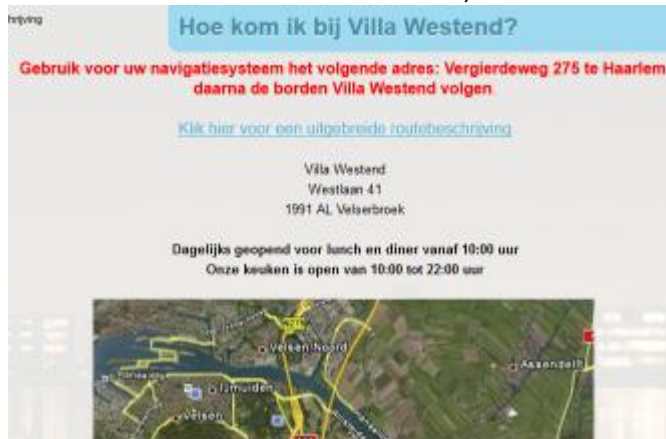 Hoe kom ik bij Villa Westend?
Gebruik voor uw navigatiesysteem het volgende adres: Vergierdeweg 275 te Haarlem
daarna de borden Villa Westend volgen
Klik hier voor een uitgebreide routebeschrijving
Villa Westend
Westlaan 41
1991 AL Velserbroek
Dagelijks geopend voor lunch en diner vanaf 10:00 uur
Onze keuken is open van 10:00 tot 22:00 uur
Velsen-Noord
Assendelft
IJmuiden
Velsen